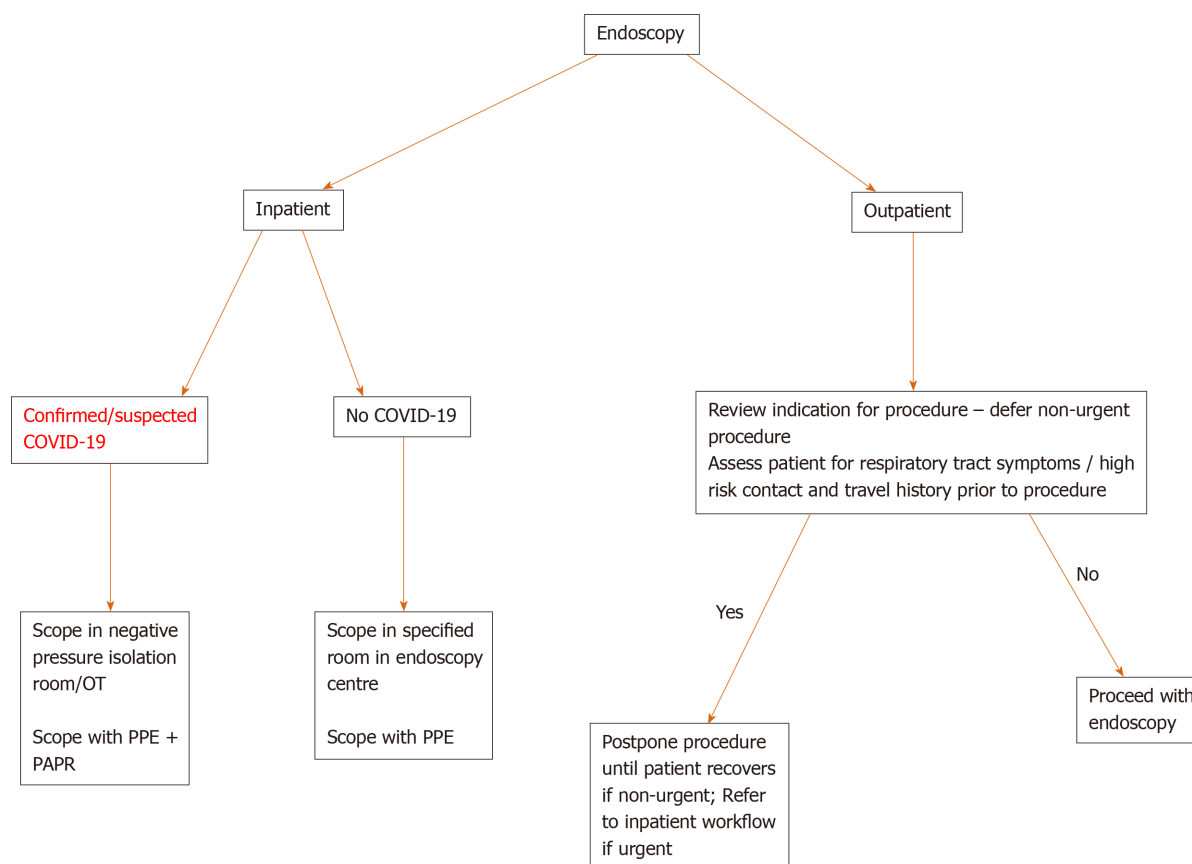 Endoscopy
Inpatient
Outpatient
Confirmed/suspected
COVID-19
No COVID-19
Review indication for procedure – defer non-urgent
procedure
Assess patient for respiratory tract symptoms / high
risk contact and travel history prior to procedure
Yes
No
Scope in negative
pressure isolation
room/OT
Scope with PPE +
PAPR
Scope in specified
room in endoscopy
centre
Scope with PPE
Postpone procedure
until patient recovers
if non-urgent; Refer
to inpatient workflow
if urgent
Proceed with
endoscopy